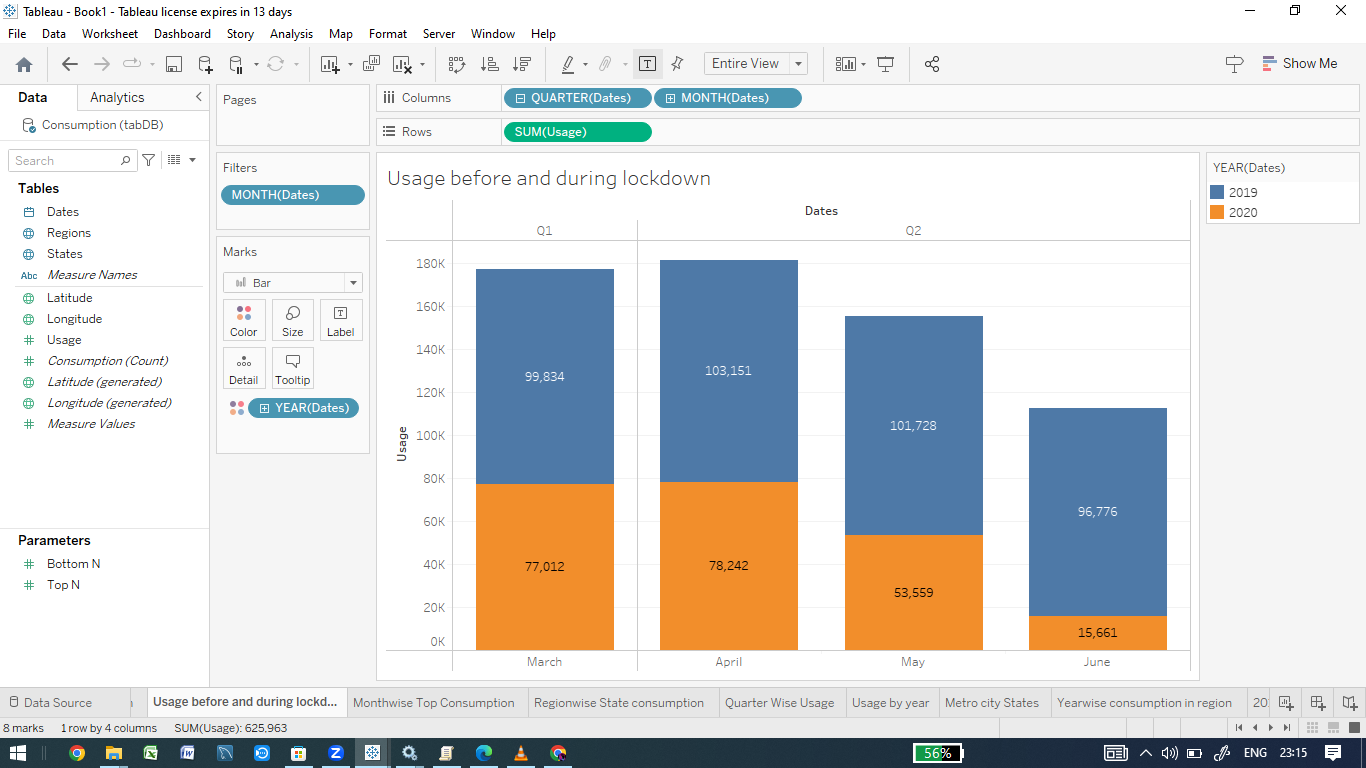 Tableau - Book1 - Tableau license expires in 13 days
File Data Worksheet Dashboard Story Analysis Map Format Server Window Help
Entire View
Show Me
Data Analytics
Consumption (tabDB)
Search
Tables
Dates
Regions
States
Abc Measure Names
Latitude
Longitude
Usage
Consumption (Count)
Latitude (generated)
Longitude (generated)
Measure Values
Parameters
Bottom N
Top N
Pages
Filters
MONTH(Dates)
Marks
Bar
Color Size Label
Detail Tooltip
YEAR(Dates)
Columns QUARTER(Dates) MONTH(Dates)
Rows SUM(Usage)
Usage before and during lockdown
Dates
Q1 Q2
Usage
180K
160K
140K
120K
100K
80K
60K
40K
20K
0K
99,834 103,151 101,728 96,776
77,012 78,242 53,559 15,661
March April May June
YEAR(Dates)
2019
2020
Data Source Usage before and during lockd... Monthwise Top Consumption Regionwise State consumption Quarter Wise Usage Usage by year Metro city States Yearwise consumption in region 20
8 marks 1 row by 4 columns SUM(Usage): 625,963
56% ENG 23:15